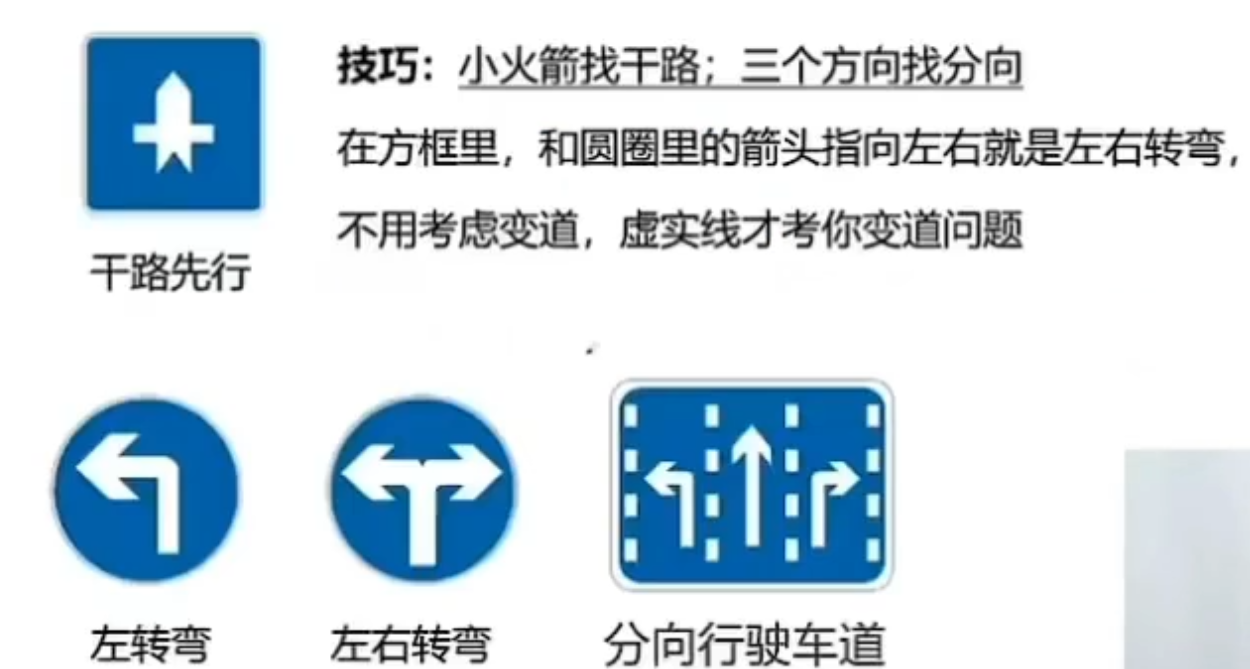 技巧：小火箭找干路；三个方向找分向
在方框里，和圆圈里的箭头指向左右就是左右转弯，
不用考虑变道，虚实线才考你变道问题
干路先行
左转弯
左右转弯
分向行驶车道